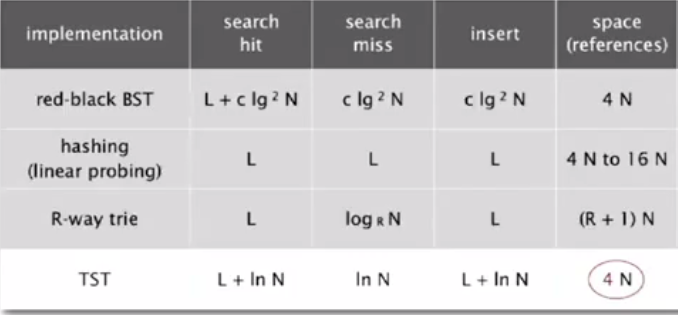 implementation search hit search miss insert space (references)
red-black BST L + c lg ² N c lg ² N c lg ² N 4 N
hashing (linear probing) L L L 4 N to 16 N
R-way trie L log R N L (R + 1) N
TST L + ln N ln N L + ln N 4 N